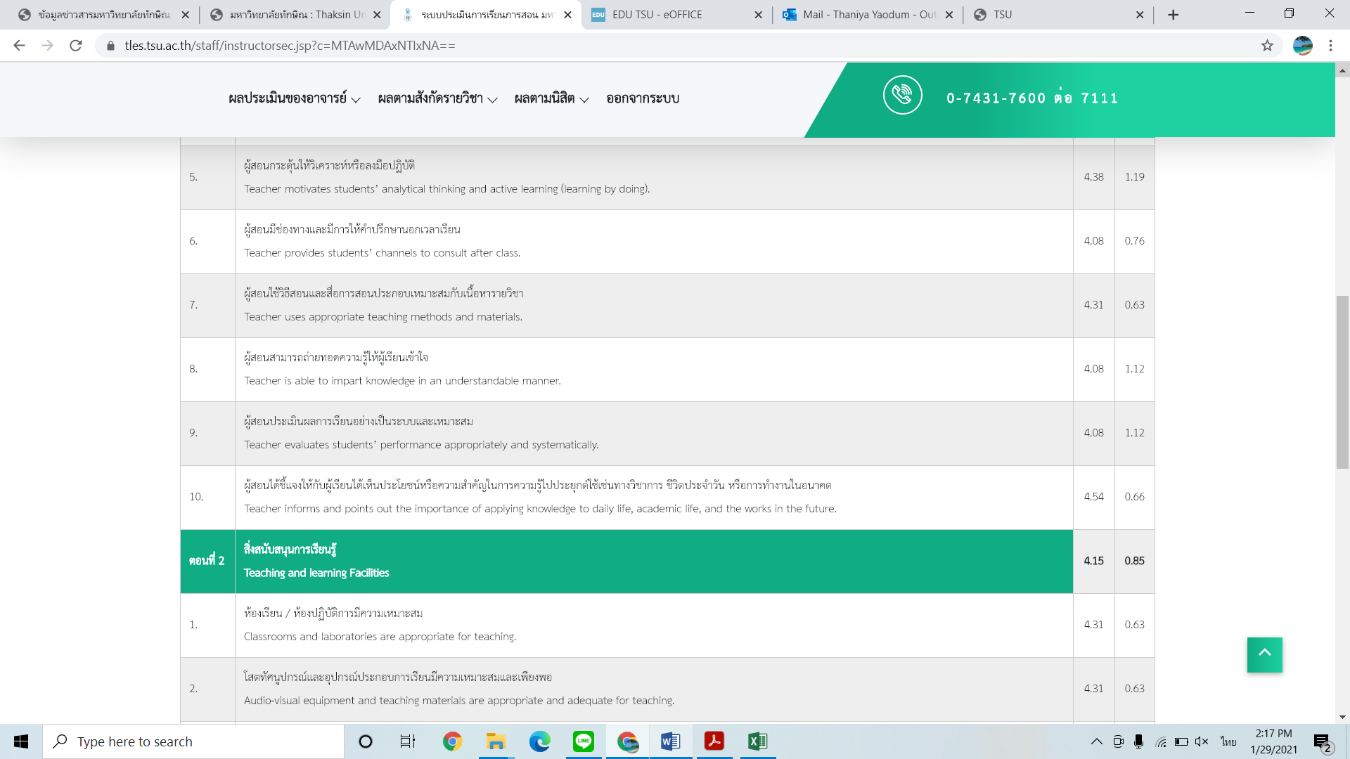 ข้อมูลข่าวสารมหาวิทยาลัยทักษิณ
มหาวิทยาลัยทักษิณ : Thaksin Un
ระบบประเมินการเรียนการสอน มห
EDU TSU - eOFFICE
Mail - Thaniya Yaodum - Out
TSU
tles.tsu.ac.th/staff/instructorsec.jsp?c=MTAwMDAxNTIxNA==
ผลประเมินของอาจารย์ ผลตามสังกัดรายวิชา ผลตามนิสิต ออกจากระบบ
0-7431-7600 ต่อ 7111
5. ผู้สอนกระตุ้นให้วิเคราะห์หรือลงมือปฏิบัติ
Teacher motivates students' analytical thinking and active learning (learning by doing). 4.38 1.19
6. ผู้สอนมีช่องทางและมีการให้คำปรึกษานอกเวลาเรียน
Teacher provides students' channels to consult after class. 4.08 0.76
7. ผู้สอนใช้วิธีสอนและสื่อการสอนประกอบเหมาะสมกับเนื้อหารายวิชา
Teacher uses appropriate teaching methods and materials. 4.31 0.63
8. ผู้สอนสามารถถ่ายทอดความรู้ให้ผู้เรียนเข้าใจ
Teacher is able to impart knowledge in an understandable manner. 4.08 1.12
9. ผู้สอนประเมินผลการเรียนอย่างเป็นระบบและเหมาะสม
Teacher evaluates students' performance appropriately and systematically. 4.08 1.12
10. ผู้สอนได้ชี้แจงให้กับผู้เรียนได้เห็นประโยชน์หรือความสำคัญในการความรู้ไปประยุกต์ใช้เช่นทางวิชาการ ชีวิตประจำวัน หรือการทำงานในอนาคต
Teacher informs and points out the importance of applying knowledge to daily life, academic life, and the works in the future. 4.54 0.66
ตอนที่ 2 สิ่งสนับสนุนการเรียนรู้
Teaching and learning Facilities 4.15 0.85
1. ห้องเรียน / ห้องปฏิบัติการมีความเหมาะสม
Classrooms and laboratories are appropriate for teaching. 4.31 0.63
2. โสตทัศนูปกรณ์และอุปกรณ์ประกอบการเรียนมีความเหมาะสมและเพียงพอ
Audio-visual equipment and teaching materials are appropriate and adequate for teaching. 4.31 0.63
Type here to search
ไทย
2:17 PM
1/29/2021
2